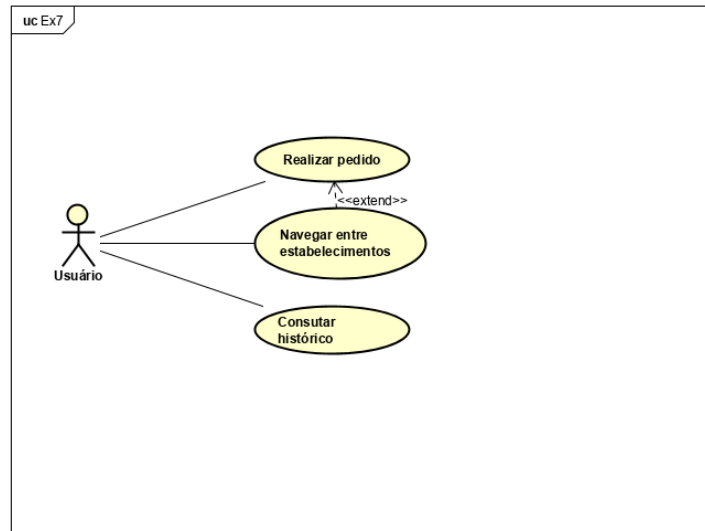 uc Ex7
Realizar pedido
<<extend>>
Navegar entre
estabelecimentos
Usuário
Consutar
histórico